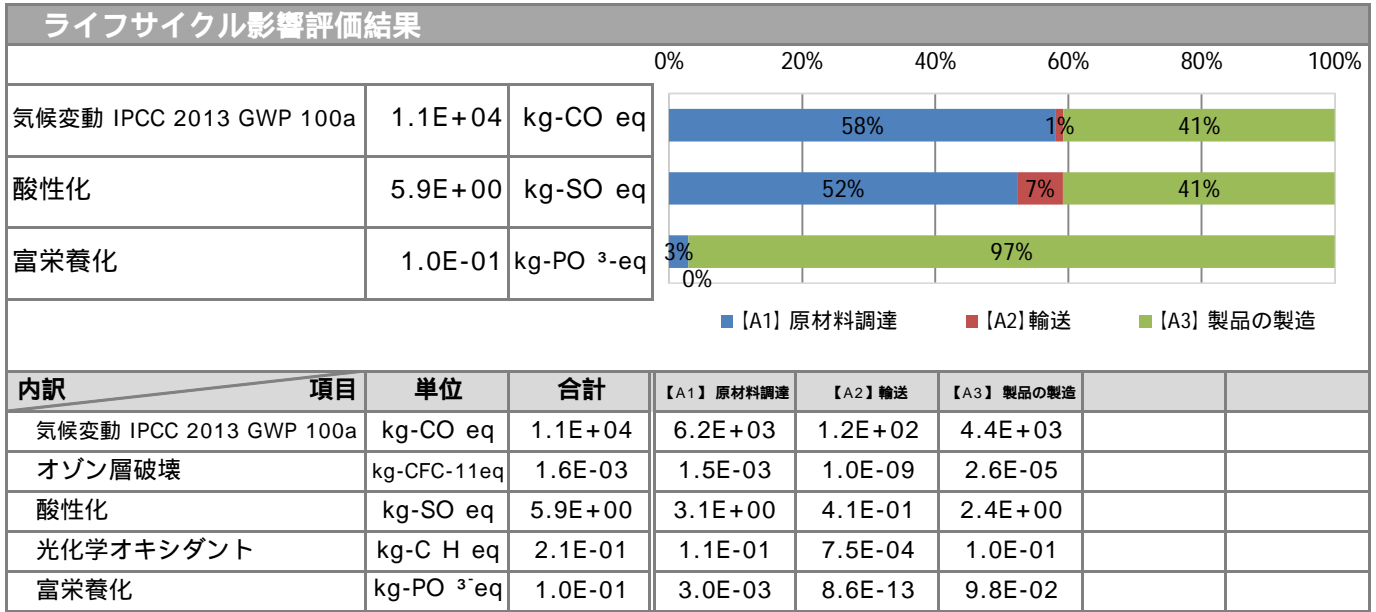 ライフサイクル影響評価結果
0% 20% 40% 60% 80% 100%
気候変動 IPCC 2013 GWP 100a 1.1E+04 kg-CO eq 58% 1% 41%
酸性化 5.9E+00 kg-SO eq 52% 7% 41%
富栄養化 1.0E-01 kg-PO ³-eq 3% 97%
0%
【A1】原材料調達 【A2】輸送 【A3】製品の製造
内訳 項目 単位 合計 【A1】原材料調達 【A2】輸送 【A3】製品の製造
気候変動 IPCC 2013 GWP 100a kg-CO eq 1.1E+04 6.2E+03 1.2E+02 4.4E+03
オゾン層破壊 kg-CFC-11eq 1.6E-03 1.5E-03 1.0E-09 2.6E-05
酸性化 kg-SO eq 5.9E+00 3.1E+00 4.1E-01 2.4E+00
光化学オキシダント kg-C H eq 2.1E-01 1.1E-01 7.5E-04 1.0E-01
富栄養化 kg-PO ³⁻eq 1.0E-01 3.0E-03 8.6E-13 9.8E-02